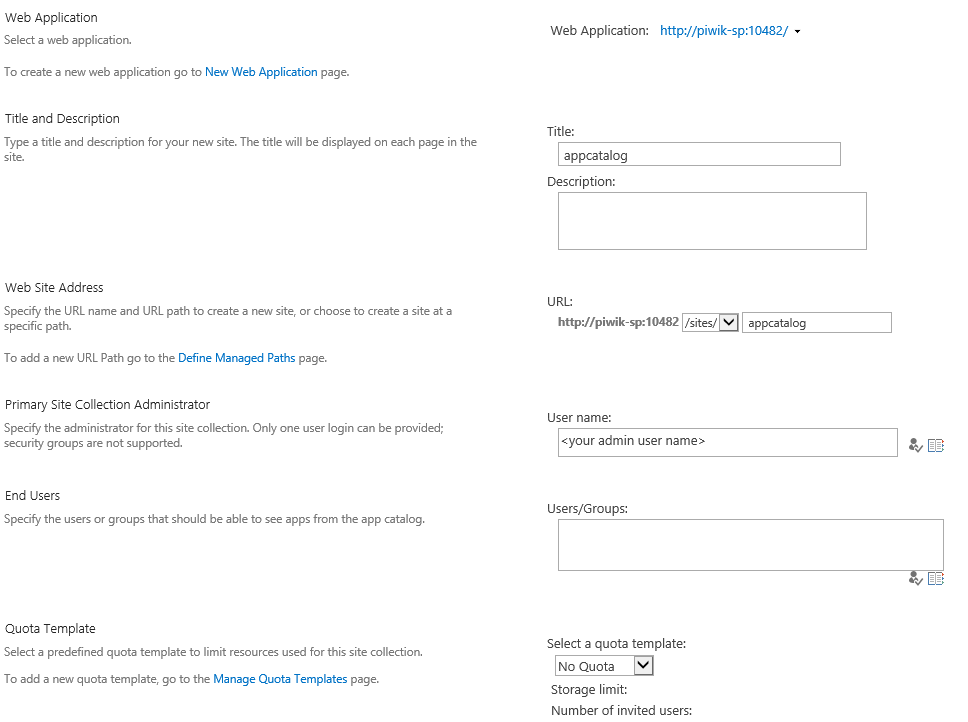 Web Application
Select a web application.
To create a new web application go to New Web Application page.
Web Application: http://piwik-sp:10482/
Title and Description
Type a title and description for your new site. The title will be displayed on each page in the
site.
Title:
appcatalog
Description:
Web Site Address
Specify the URL name and URL path to create a new site, or choose to create a site at a
specific path.
To add a new URL Path go to the Define Managed Paths page.
URL:
http://piwik-sp:10482 /sites/ appcatalog
Primary Site Collection Administrator
Specify the administrator for this site collection. Only one user login can be provided;
security groups are not supported.
User name:
<your admin user name>
End Users
Specify the users or groups that should be able to see apps from the app catalog.
Users/Groups:
Quota Template
Select a predefined quota template to limit resources used for this site collection.
To add a new quota template, go to the Manage Quota Templates page.
Select a quota template:
No Quota
Storage limit:
Number of invited users: